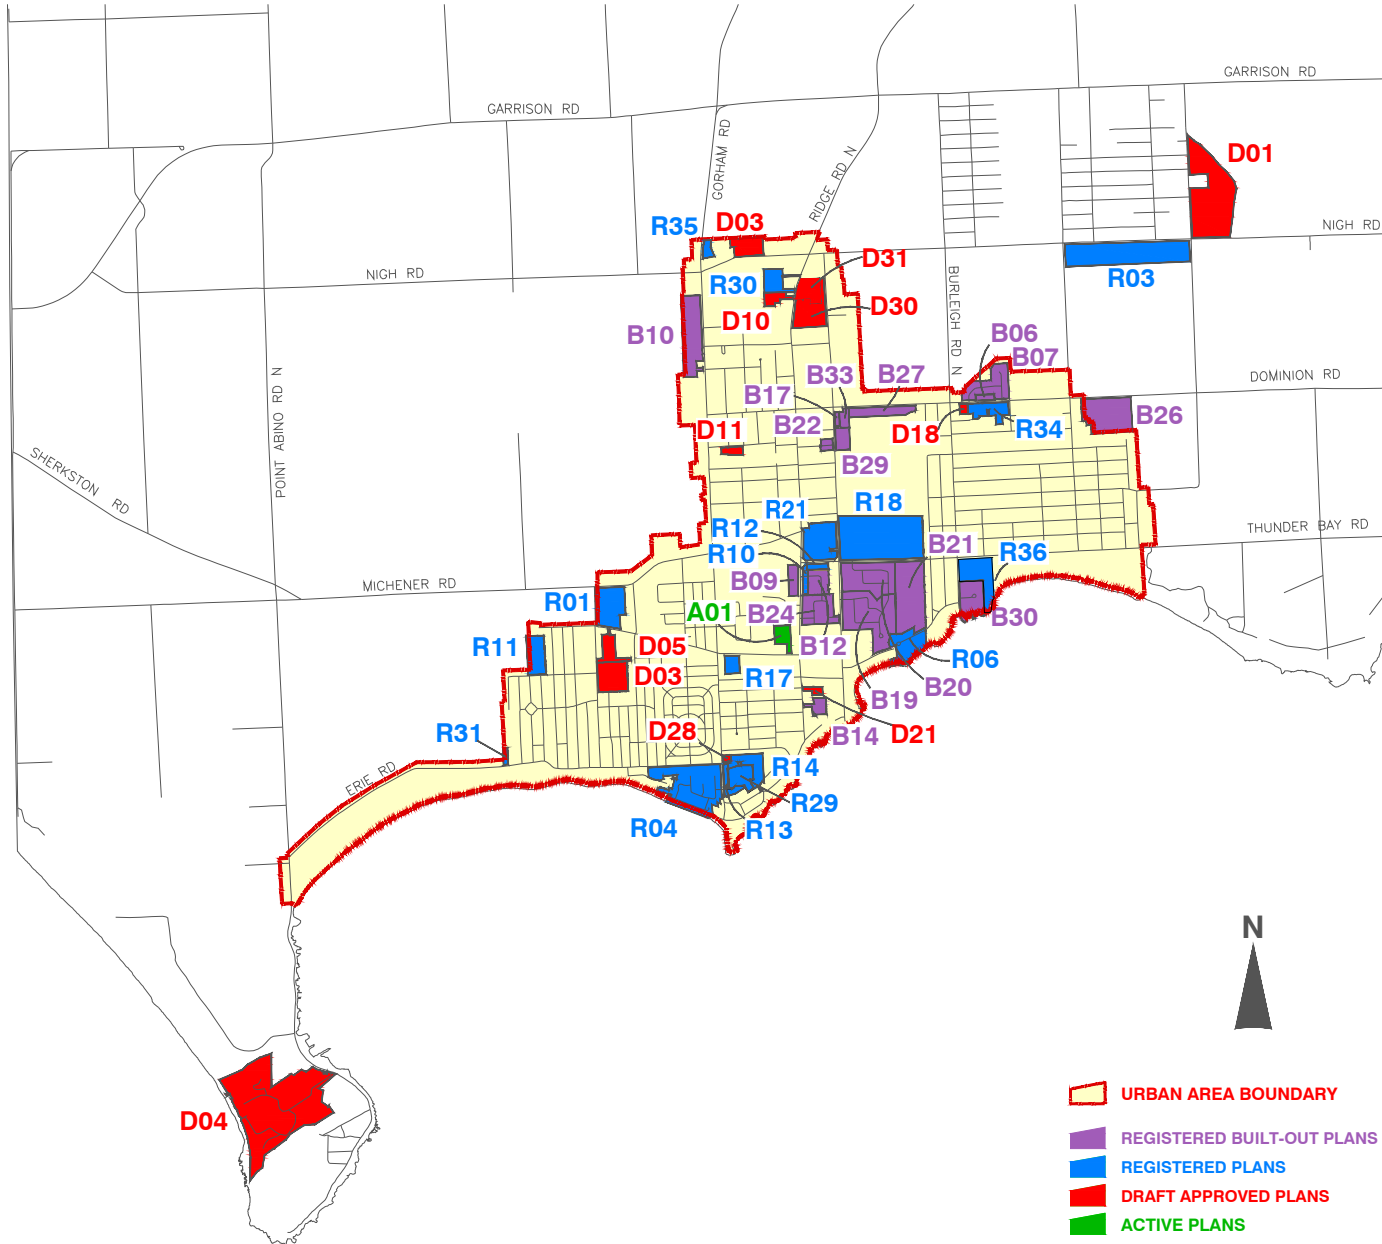 GARRISON RD
GARRISON RD
GORHAM RD
RIDGE RD N
D01
R35
D03
NIGH RD
D31
NIGH RD
R30
R03
D30
D10
B10
BURLEIGH RD N
B06
B07
B33
B27
DOMINION RD
B17
B26
B22
D11
D18
R34
POINT ABINO RD N
B29
SHERKSTON RD
R18
R21
R12
THUNDER BAY RD
B21
R10
R36
B09
MICHENER RD
R01
A01
B24
B30
R11
D05
B12
R06
D03
R17
B20
B19
D28
R31
B14
D21
R14
ERIE RD
R29
R04
R13
N
D04
URBAN AREA BOUNDARY
REGISTERED BUILT-OUT PLANS
REGISTERED PLANS
DRAFT APPROVED PLANS
ACTIVE PLANS